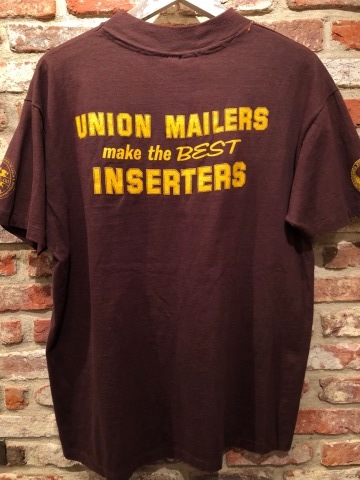 UNION MAILERS
make the BEST
INSERTERS